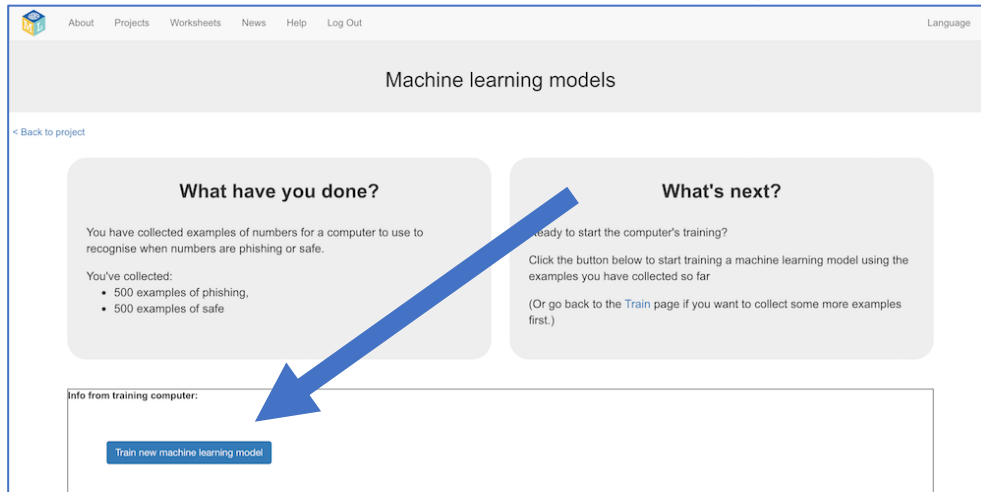 About Projects Worksheets News Help Log Out Language
Machine learning models
< Back to project
What have you done?
You have collected examples of numbers for a computer to use to
recognise when numbers are phishing or safe.
You've collected:
• 500 examples of phishing,
• 500 examples of safe
What's next?
Ready to start the computer's training?
Click the button below to start training a machine learning model using the
examples you have collected so far
(Or go back to the Train page if you want to collect some more examples
first.)
Info from training computer:
Train new machine learning model